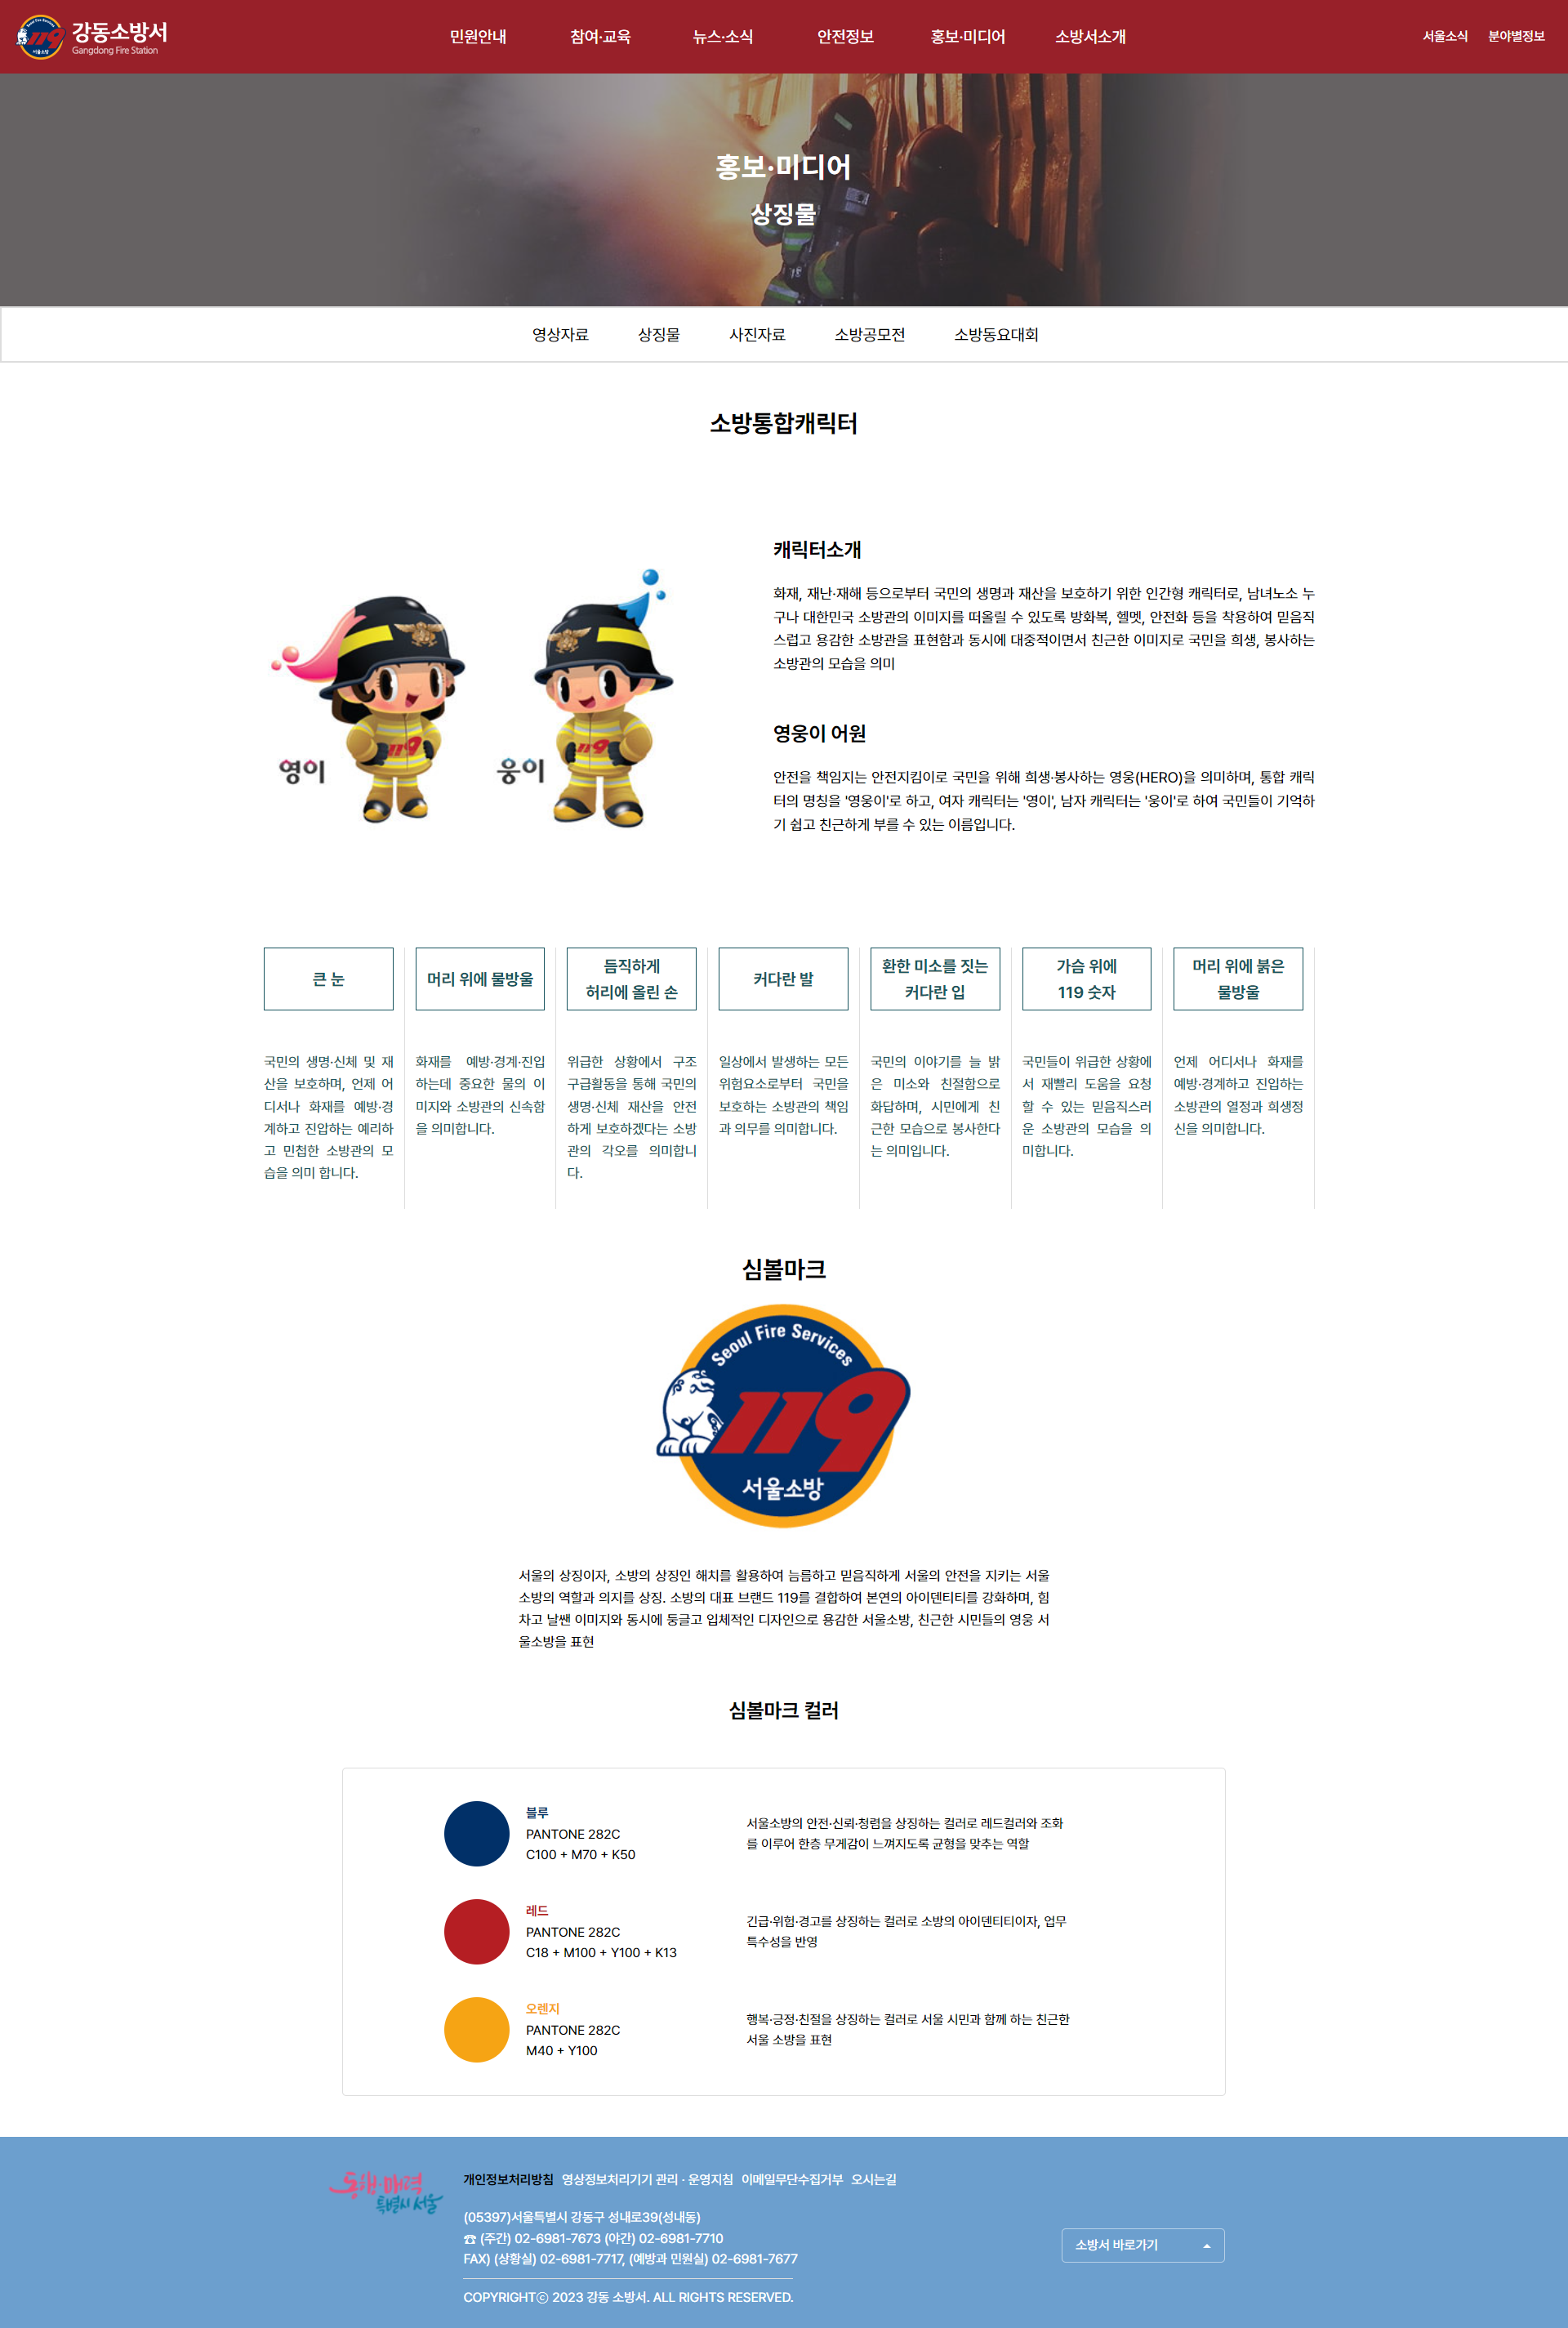 119
서울소방
강동소방서
Gangdong Fire Station
민원안내
참여·교육
뉴스·소식
안전정보
홍보·미디어
소방서소개
서울소식
분야별정보
홍보·미디어
상징물
영상자료
상징물
사진자료
소방공모전
소방동요대회
소방통합캐릭터
영이
119
웅이
119
캐릭터소개
화재, 재난·재해 등으로부터 국민의 생명과 재산을 보호하기 위한 인간형 캐릭터로, 남녀노소 누
구나 대한민국 소방관의 이미지를 떠올릴 수 있도록 방화복, 헬멧, 안전화 등을 착용하여 믿음직
스럽고 용감한 소방관을 표현함과 동시에 대중적이면서 친근한 이미지로 국민을 희생, 봉사하는
소방관의 모습을 의미
영웅이 어원
안전을 책임지는 안전지킴이로 국민을 위해 희생·봉사하는 영웅(HERO)을 의미하며, 통합 캐릭
터의 명칭을 '영웅이'로 하고, 여자 캐릭터는 '영이', 남자 캐릭터는 '웅이'로 하여 국민들이 기억하
기 쉽고 친근하게 부를 수 있는 이름입니다.
큰 눈
국민의 생명·신체 및 재
산을 보호하며, 언제 어
디서나 화재를 예방·경
계하고 진압하는 예리하
고 민첩한 소방관의 모
습을 의미 합니다.
머리 위에 물방울
화재를 예방·경계·진입
하는데 중요한 물의 이
미지와 소방관의 신속함
을 의미합니다.
듬직하게
허리에 올린 손
위급한 상황에서 구조
구급활동을 통해 국민의
생명·신체 재산을 안전
하게 보호하겠다는 소방
관의 각오를 의미합니
다.
커다란 발
일상에서 발생하는 모든
위험요소로부터 국민을
보호하는 소방관의 책임
과 의무를 의미합니다.
환한 미소를 짓는
커다란 입
국민의 이야기를 늘 밝
은 미소와 친절함으로
화답하며, 시민에게 친
근한 모습으로 봉사한다
는 의미입니다.
가슴 위에
119 숫자
국민들이 위급한 상황에
서 재빨리 도움을 요청
할 수 있는 믿음직스러
운 소방관의 모습을 의
미합니다.
머리 위에 붉은
물방울
언제 어디서나 화재를
예방·경계하고 진입하는
소방관의 열정과 희생정
신을 의미합니다.
심볼마크
Seoul Fire Services
119
서울소방
서울의 상징이자, 소방의 상징인 해치를 활용하여 늠름하고 믿음직하게 서울의 안전을 지키는 서울
소방의 역할과 의지를 상징. 소방의 대표 브랜드 119를 결합하여 본연의 아이덴티티를 강화하며, 힘
차고 날쌘 이미지와 동시에 둥글고 입체적인 디자인으로 용감한 서울소방, 친근한 시민들의 영웅 서
울소방을 표현
심볼마크 컬러
블루
PANTONE 282C
C100 + M70 + K50
서울소방의 안전·신뢰·청렴을 상징하는 컬러로 레드컬러와 조화
를 이루어 한층 무게감이 느껴지도록 균형을 맞추는 역할
레드
PANTONE 282C
C18 + M100 + Y100 + K13
긴급·위험·경고를 상징하는 컬러로 소방의 아이덴티티이자, 업무
특수성을 반영
오렌지
PANTONE 282C
M40 + Y100
행복·긍정·친절을 상징하는 컬러로 서울 시민과 함께 하는 친근한
서울 소방을 표현
동행·매력
특별시 서울
개인정보처리방침 영상정보처리기기 관리 · 운영지침 이메일무단수집거부 오시는길
(05397)서울특별시 강동구 성내로39(성내동)
☎ (주간) 02-6981-7673 (야간) 02-6981-7710
FAX) (상황실) 02-6981-7717, (예방과 민원실) 02-6981-7677
COPYRIGHTⓒ 2023 강동 소방서. ALL RIGHTS RESERVED.
소방서 바로가기